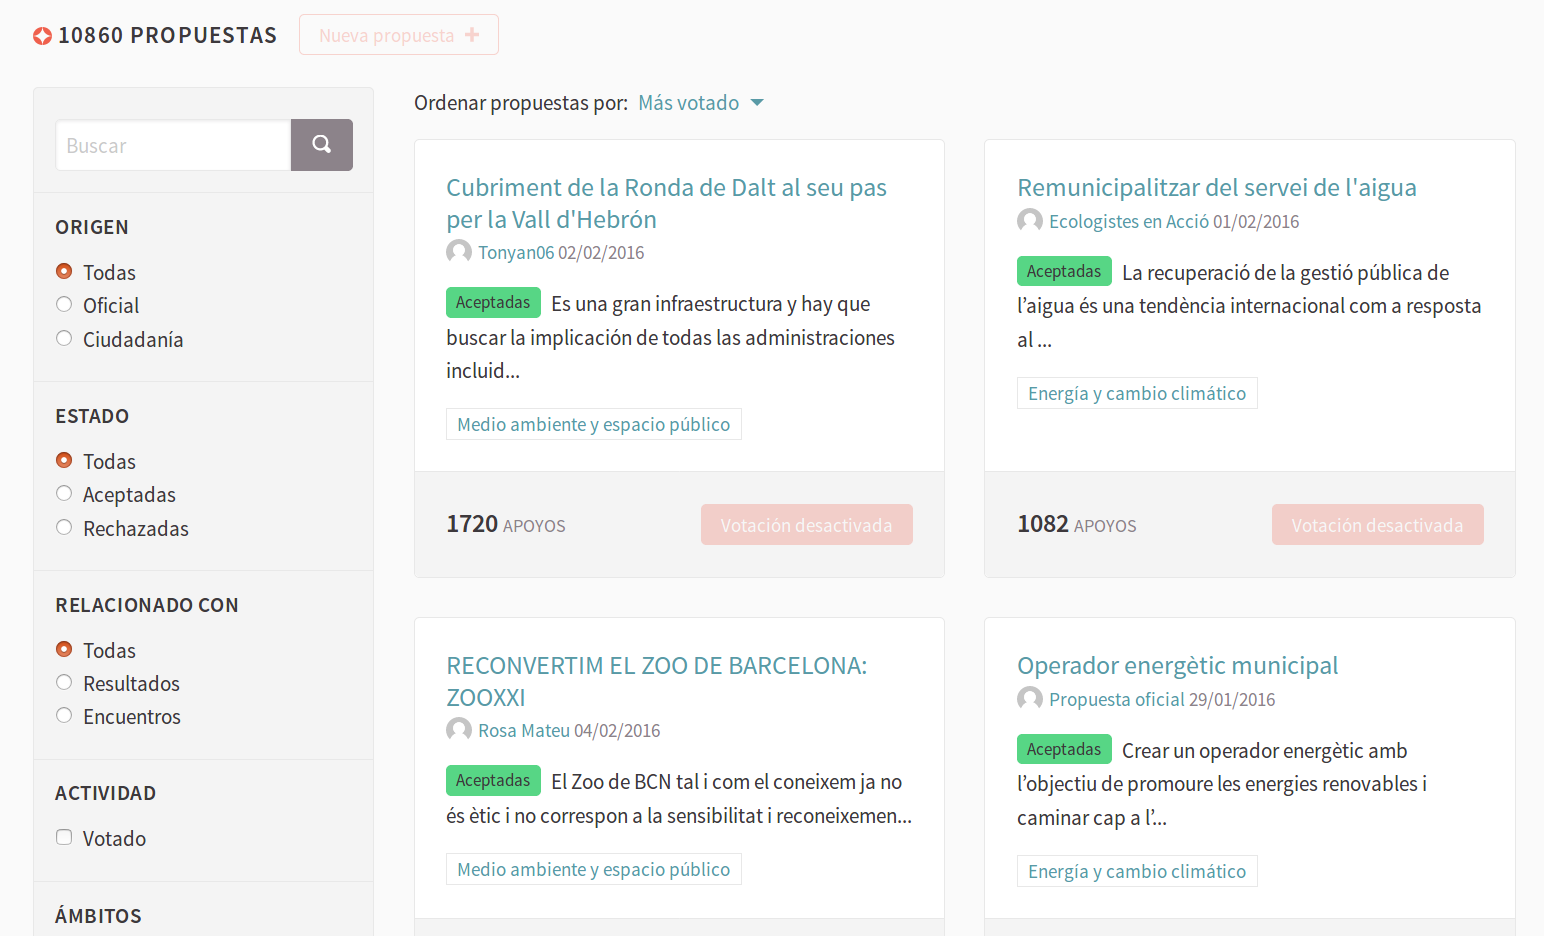 10860 PROPUESTAS
Nueva propuesta
Buscar
ORIGEN
Todas
Oficial
Ciudadanía
ESTADO
Todas
Aceptadas
Rechazadas
RELACIONADO CON
Todas
Resultados
Encuentros
ACTIVIDAD
Votado
ÁMBITOS
Ordenar propuestas por: Más votado
Cubriment de la Ronda de Dalt al seu pas
per la Vall d'Hebrón
Tonyan06 02/02/2016
Aceptadas Es una gran infraestructura y hay que
buscar la implicación de todas las administraciones
incluid...
Medio ambiente y espacio público
1720 APOYOS
Votación desactivada
Remunicipalitzar del servei de l'aigua
Ecologistes en Acció 01/02/2016
Aceptadas La recuperació de la gestió pública de
l’aigua és una tendència internacional com a resposta
al ...
Energía y cambio climático
1082 APOYOS
Votación desactivada
RECONVERTIM EL ZOO DE BARCELONA:
ZOOXXI
Rosa Mateu 04/02/2016
Aceptadas El Zoo de BCN tal i com el coneixem ja no
és ètic i no correspon a la sensibilitat i reconeixemen...
Medio ambiente y espacio público
Operador energètic municipal
Propuesta oficial 29/01/2016
Aceptadas Crear un operador energètic amb
l’objectiu de promoure les energies renovables i
caminar cap a l’...
Energía y cambio climático